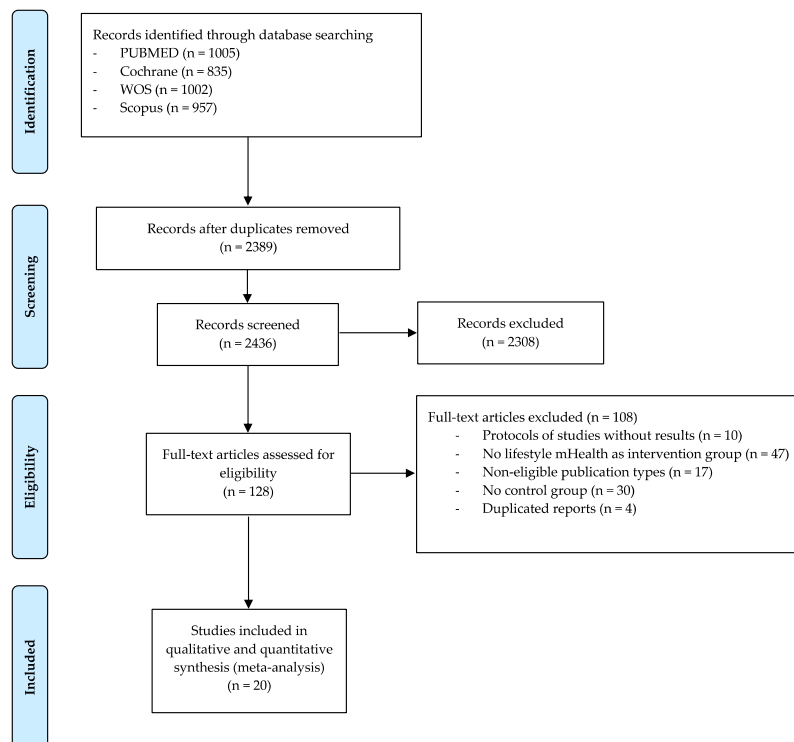 Identification
Records identified through database searching
- PUBMED (n = 1005)
- Cochrane (n = 835)
- WOS (n = 1002)
- Scopus (n = 957)
Screening
Records after duplicates removed
(n = 2389)
Records screened
(n = 2436)
Records excluded
(n = 2308)
Eligibility
Full-text articles assessed for
eligibility
(n = 128)
Full-text articles excluded (n = 108)
- Protocols of studies without results (n = 10)
- No lifestyle mHealth as intervention group (n = 47)
- Non-eligible publication types (n = 17)
- No control group (n = 30)
- Duplicated reports (n = 4)
Included
Studies included in
qualitative and quantitative
synthesis (meta-analysis)
(n = 20)